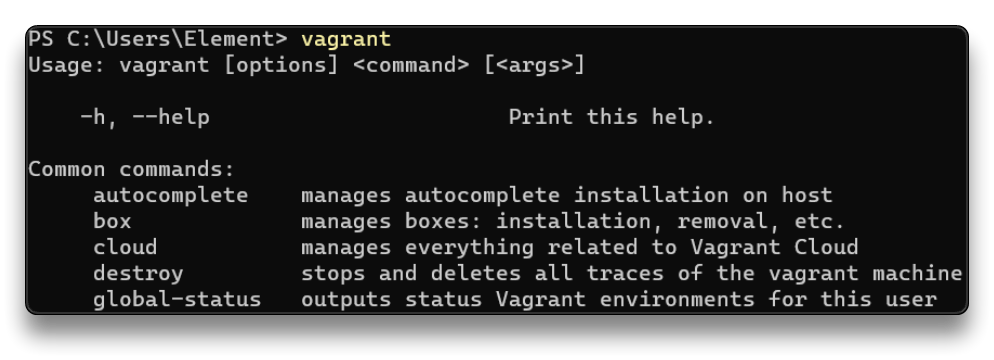 PS C:\Users\Element> vagrant
Usage: vagrant [options] <command> [<args>]
-h, --help Print this help.
Common commands:
autocomplete manages autocomplete installation on host
box manages boxes: installation, removal, etc.
cloud manages everything related to Vagrant Cloud
destroy stops and deletes all traces of the vagrant machine
global-status outputs status Vagrant environments for this user